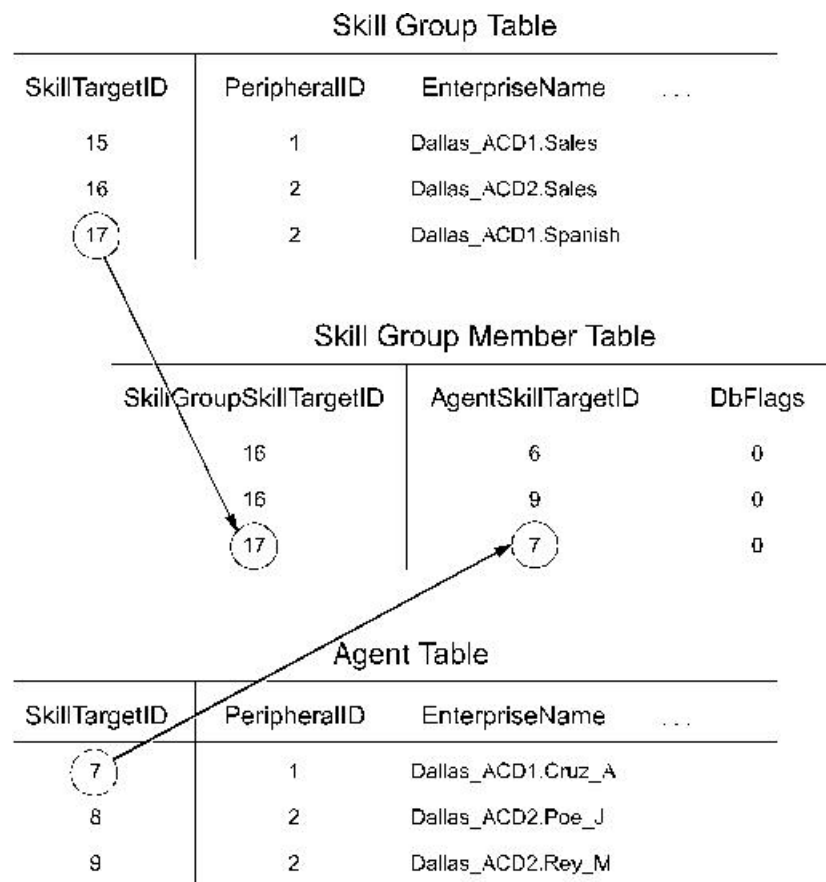 Skill Group Table
SkillTargetID PeripheralID EnterpriseName ...
15 1 Dallas_ACD1.Sales
16 2 Dallas_ACD2.Sales
17 2 Dallas_ACD1.Spanish
Skill Group Member Table
SkillGroupSkillTargetID AgentSkillTargetID DbFlags
16 6 0
16 9 0
17 7 0
Agent Table
SkillTargetID PeripheralID EnterpriseName ...
7 1 Dallas_ACD1.Cruz_A
8 2 Dallas_ACD2.Poe_J
9 2 Dallas_ACD2.Rey_M